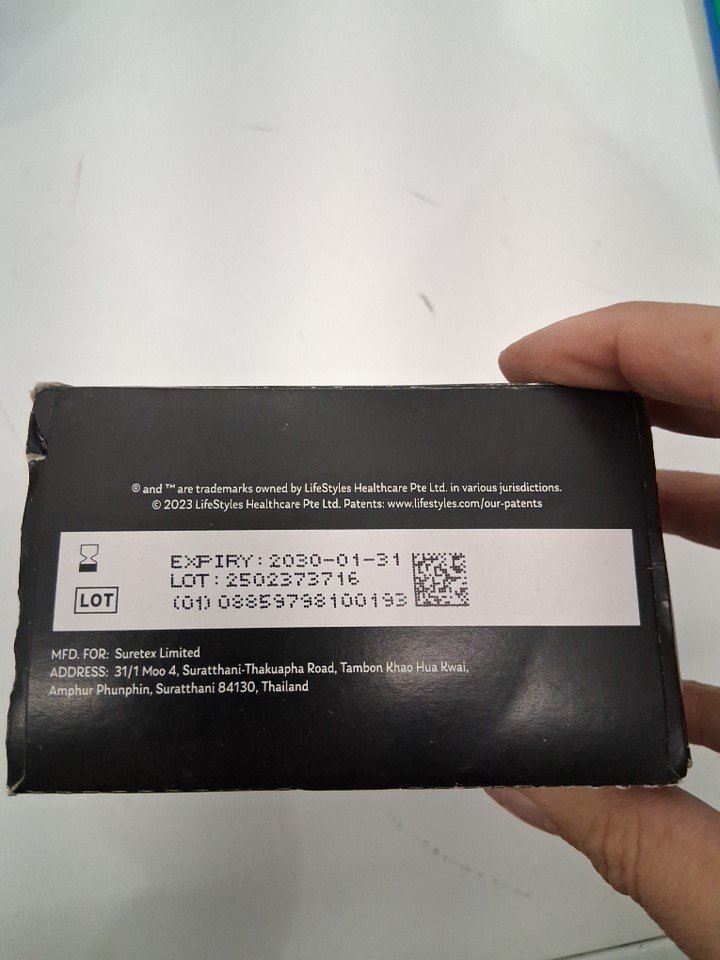 ® and ™ are trademarks owned by LifeStyles Healthcare Pte Ltd. in various jurisdictions.
© 2023 LifeStyles Healthcare Pte Ltd. Patents: www.lifestyles.com/our-patents
EXPIRY:2030-01-31
LOT:2502373716
LOT
(01) 08859798100193
MFD. FOR: Suretex Limited
ADDRESS: 31/1 Moo 4, Suratthani-Thakuapha Road, Tambon Khao Hua Kwai,
Amphur Phunphin, Suratthani 84130, Thailand